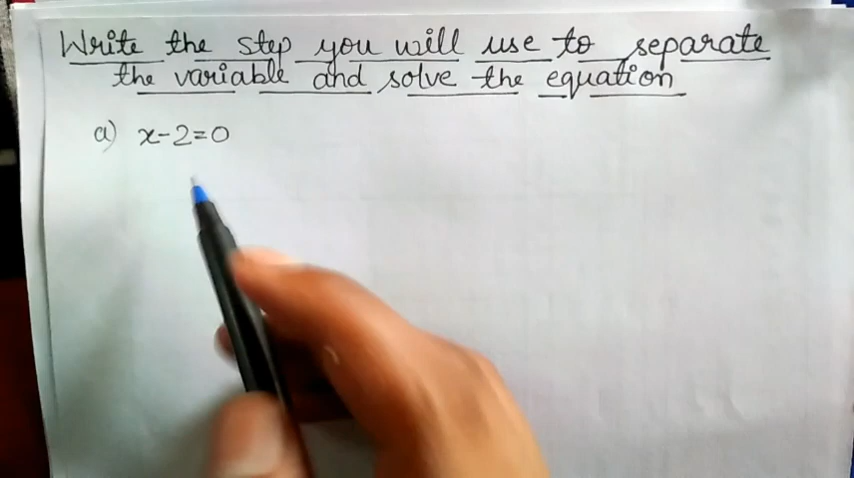 Write the step you will use to separate
the variable and solve the equation
a) x-2=0